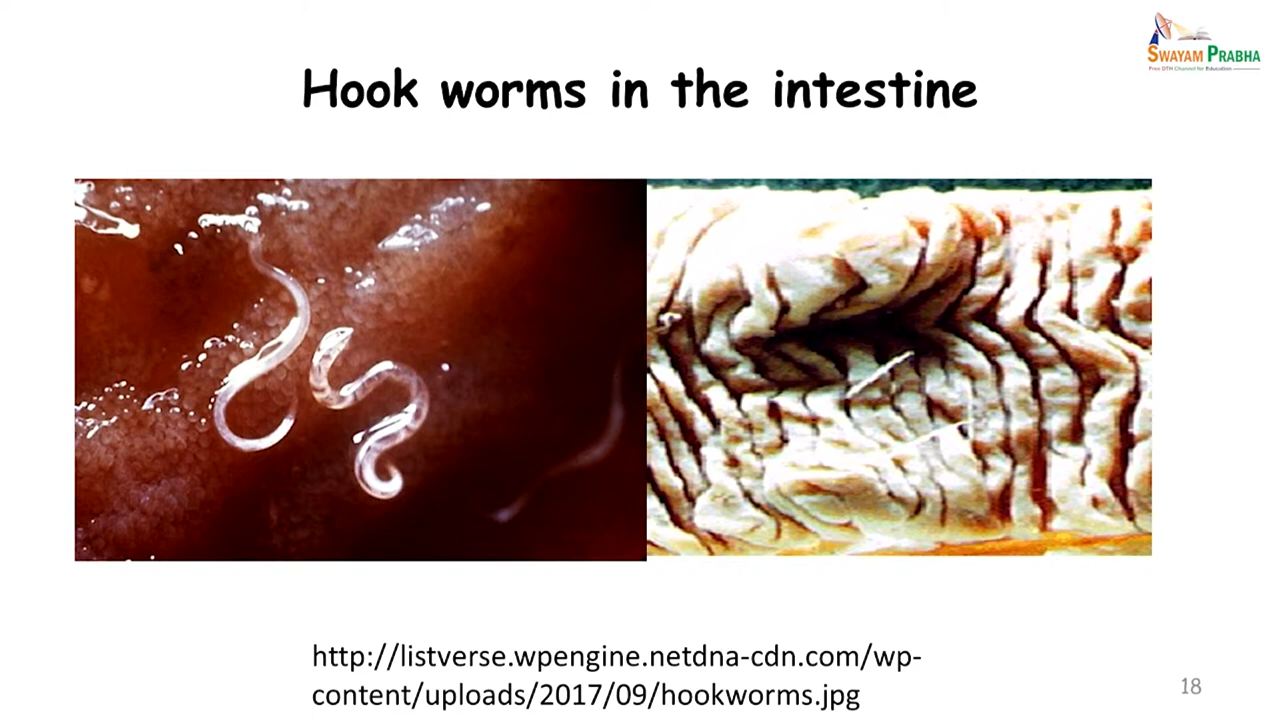 SWAYAM PRABHA
Free DTH Channel for Education
Hook worms in the intestine
http://listverse.wpengine.netdna-cdn.com/wp-
content/uploads/2017/09/hookworms.jpg
18